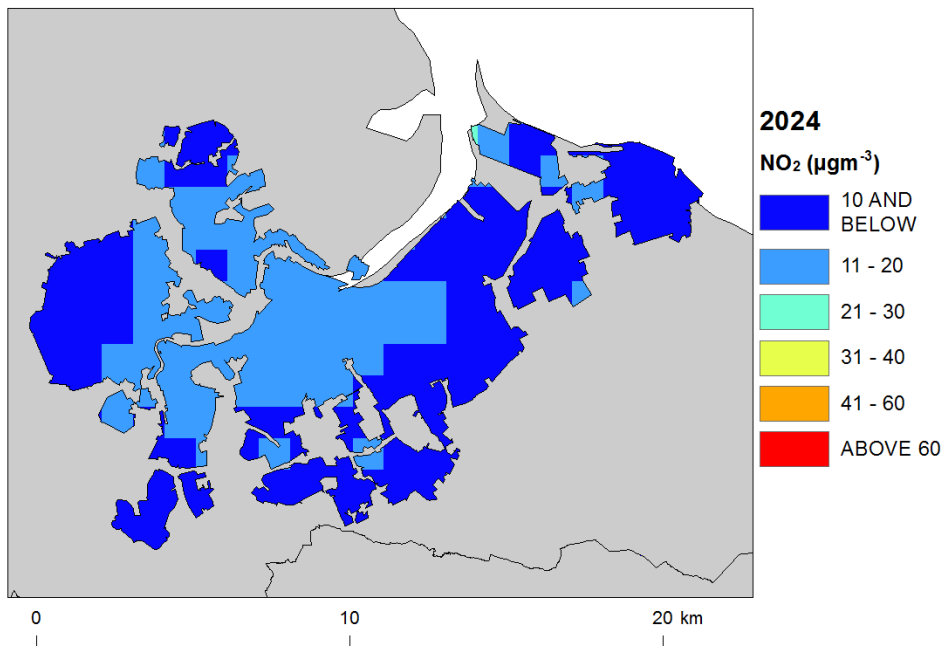 2024
NO₂ (µgm⁻³)
10 AND
BELOW
11 - 20
21 - 30
31 - 40
41 - 60
ABOVE 60
0 10 20 km